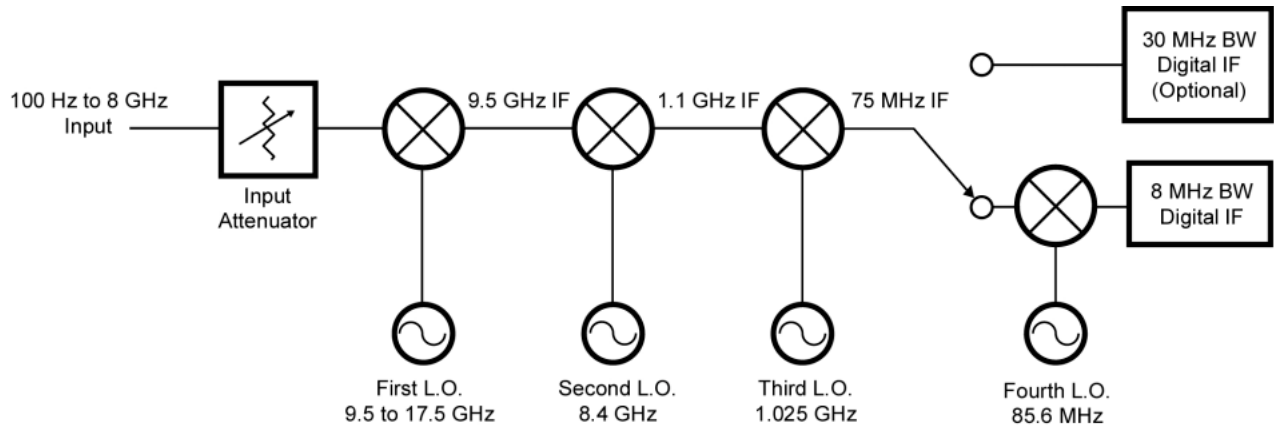 30 MHz BW
Digital IF
(Optional)
100 Hz to 8 GHz
Input
9.5 GHz IF
1.1 GHz IF
75 MHz IF
Input
Attenuator
8 MHz BW
Digital IF
First L.O.
9.5 to 17.5 GHz
Second L.O.
8.4 GHz
Third L.O.
1.025 GHz
Fourth L.O.
85.6 MHz